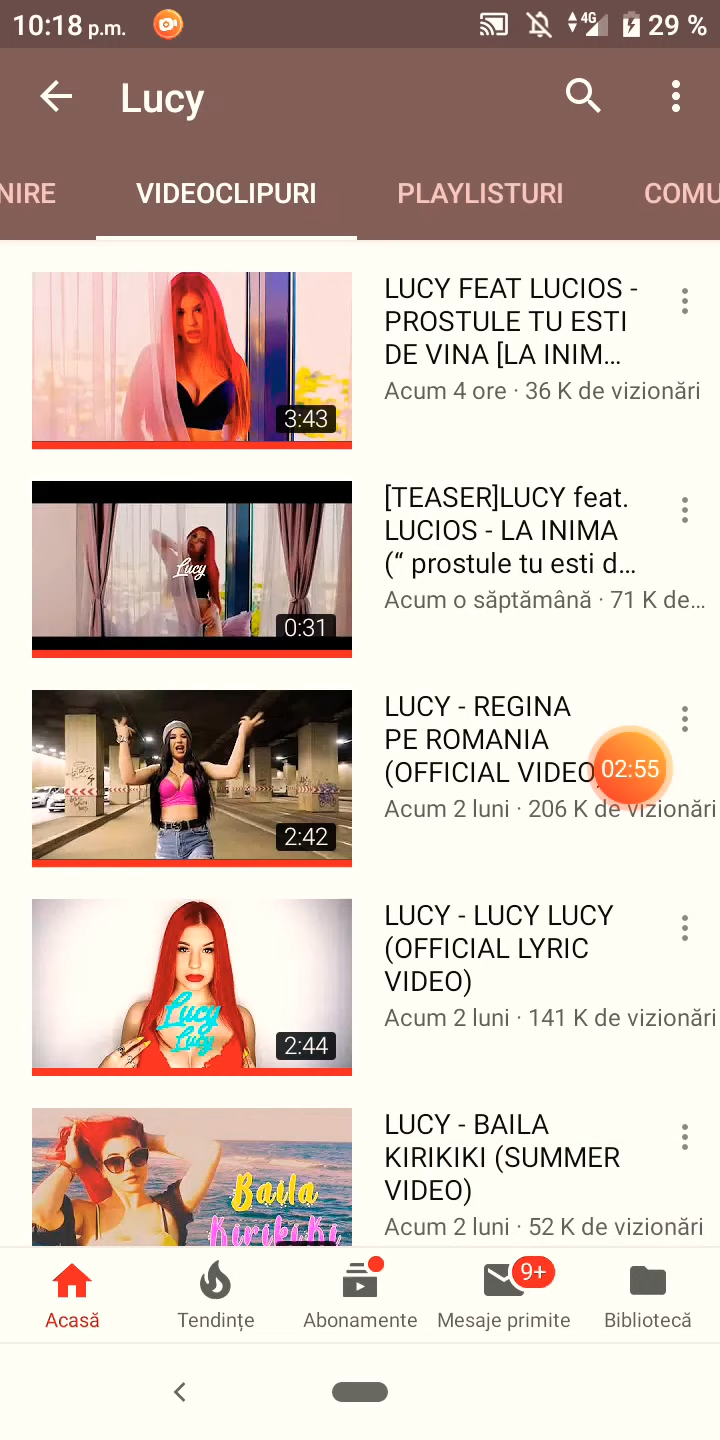 10:18 p.m.
4G
29 %
Lucy
NIRE
VIDEOCLIPURI
PLAYLISTURI
COMU
3:43
LUCY FEAT LUCIOS -
PROSTULE TU ESTI
DE VINA [LA INIM...
Acum 4 ore · 36 K de vizionări
Lucy
0:31
[TEASER]LUCY feat.
LUCIOS - LA INIMA
(“ prostule tu esti d...
Acum o săptămână · 71 K de...
2:42
LUCY - REGINA
PE ROMANIA
(OFFICIAL VIDEO
02:55
Acum 2 luni · 206 K de vizionări
Lucy
Lucy
2:44
LUCY - LUCY LUCY
(OFFICIAL LYRIC
VIDEO)
Acum 2 luni · 141 K de vizionări
Baila
KirikiKi
LUCY - BAILA
KIRIKIKI (SUMMER
VIDEO)
Acum 2 luni · 52 K de vizionări
9+
Acasă
Tendințe
Abonamente
Mesaje primite
Bibliotecă